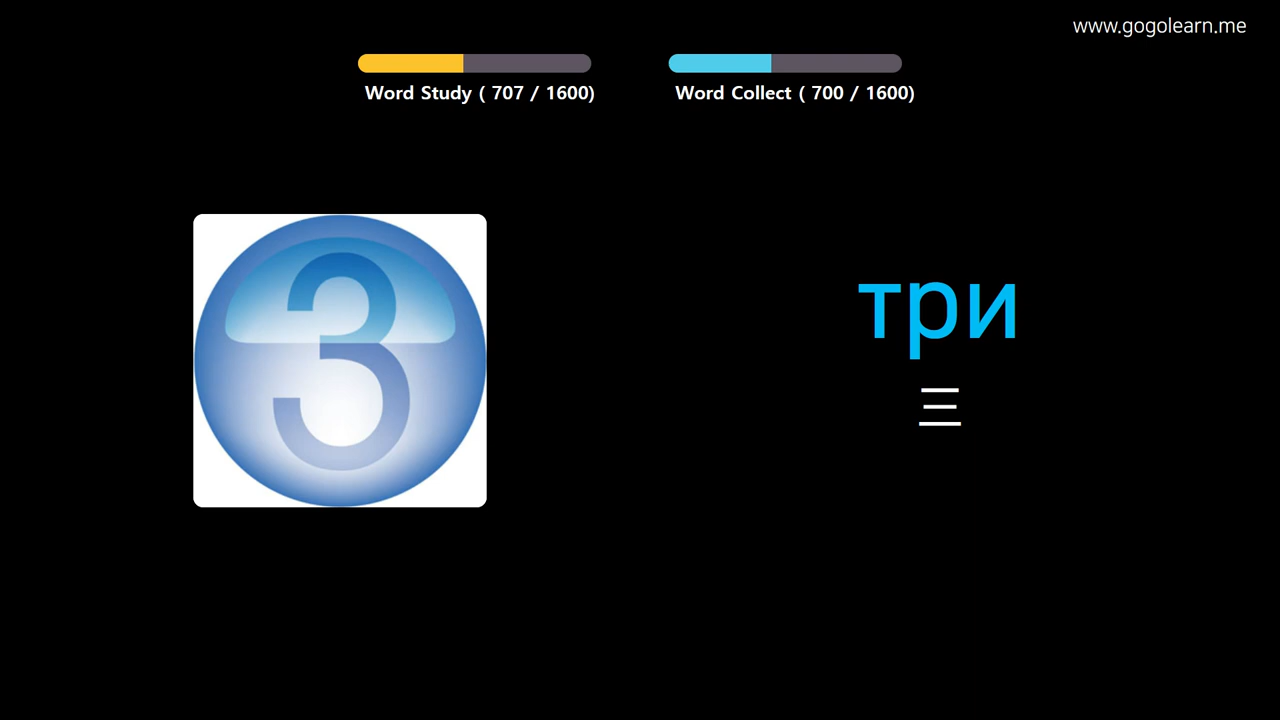 www.gogolearn.me
Word Study ( 707 / 1600)
Word Collect ( 700 / 1600)
3
три
三